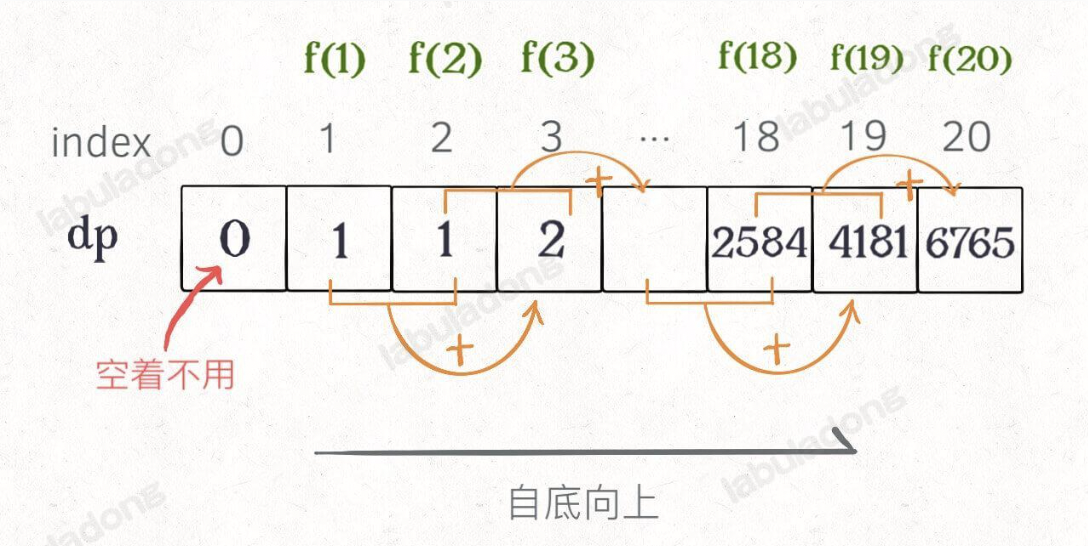 f(1) f(2) f(3) f(18) f(19) f(20)
index 0 1 2 3 ... 18 19 20
dp 0 1 1 2 2584 4181 6765
+ +
+ +
空着不用
自底向上
labuladong
labuladong
labuladong
labuladong
labuladong